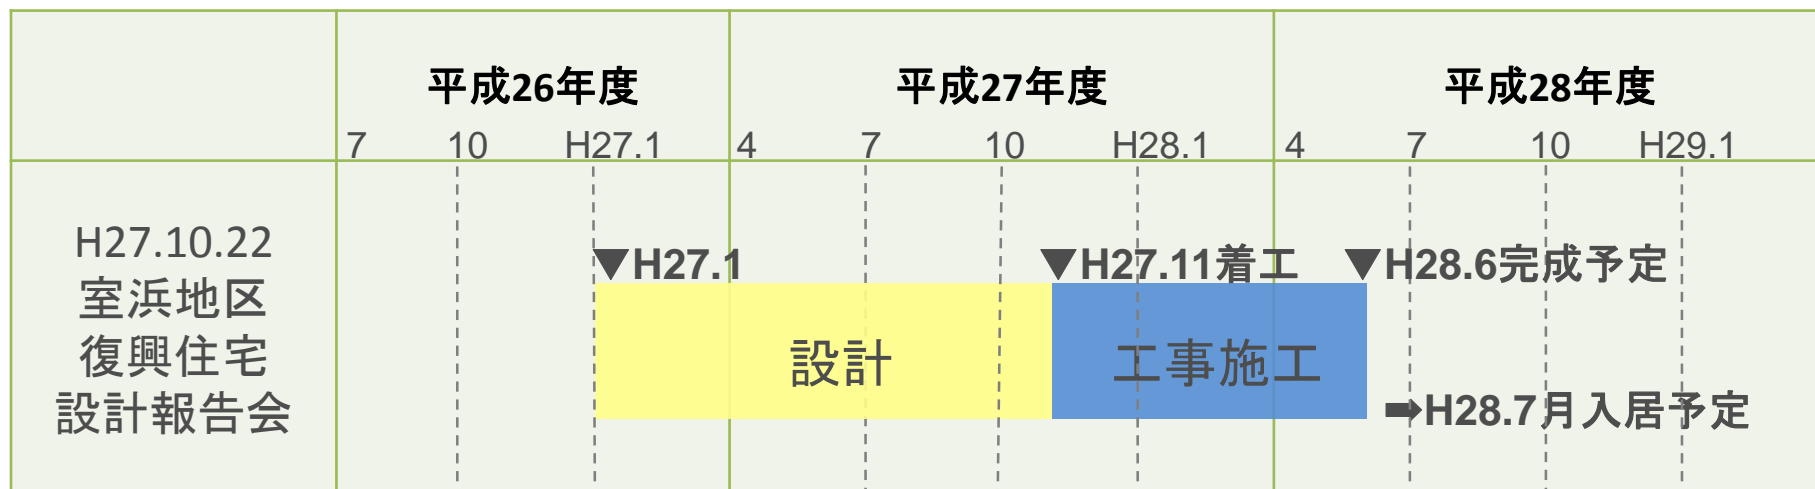 平成26年度 平成27年度 平成28年度
7 10 H27.1 4 7 10 H28.1 4 7 10 H29.1
H27.10.22
室浜地区
復興住宅
設計報告会
▼H27.1 ▼H27.11着工 ▼H28.6完成予定
設計 工事施工
➡H28.7月入居予定